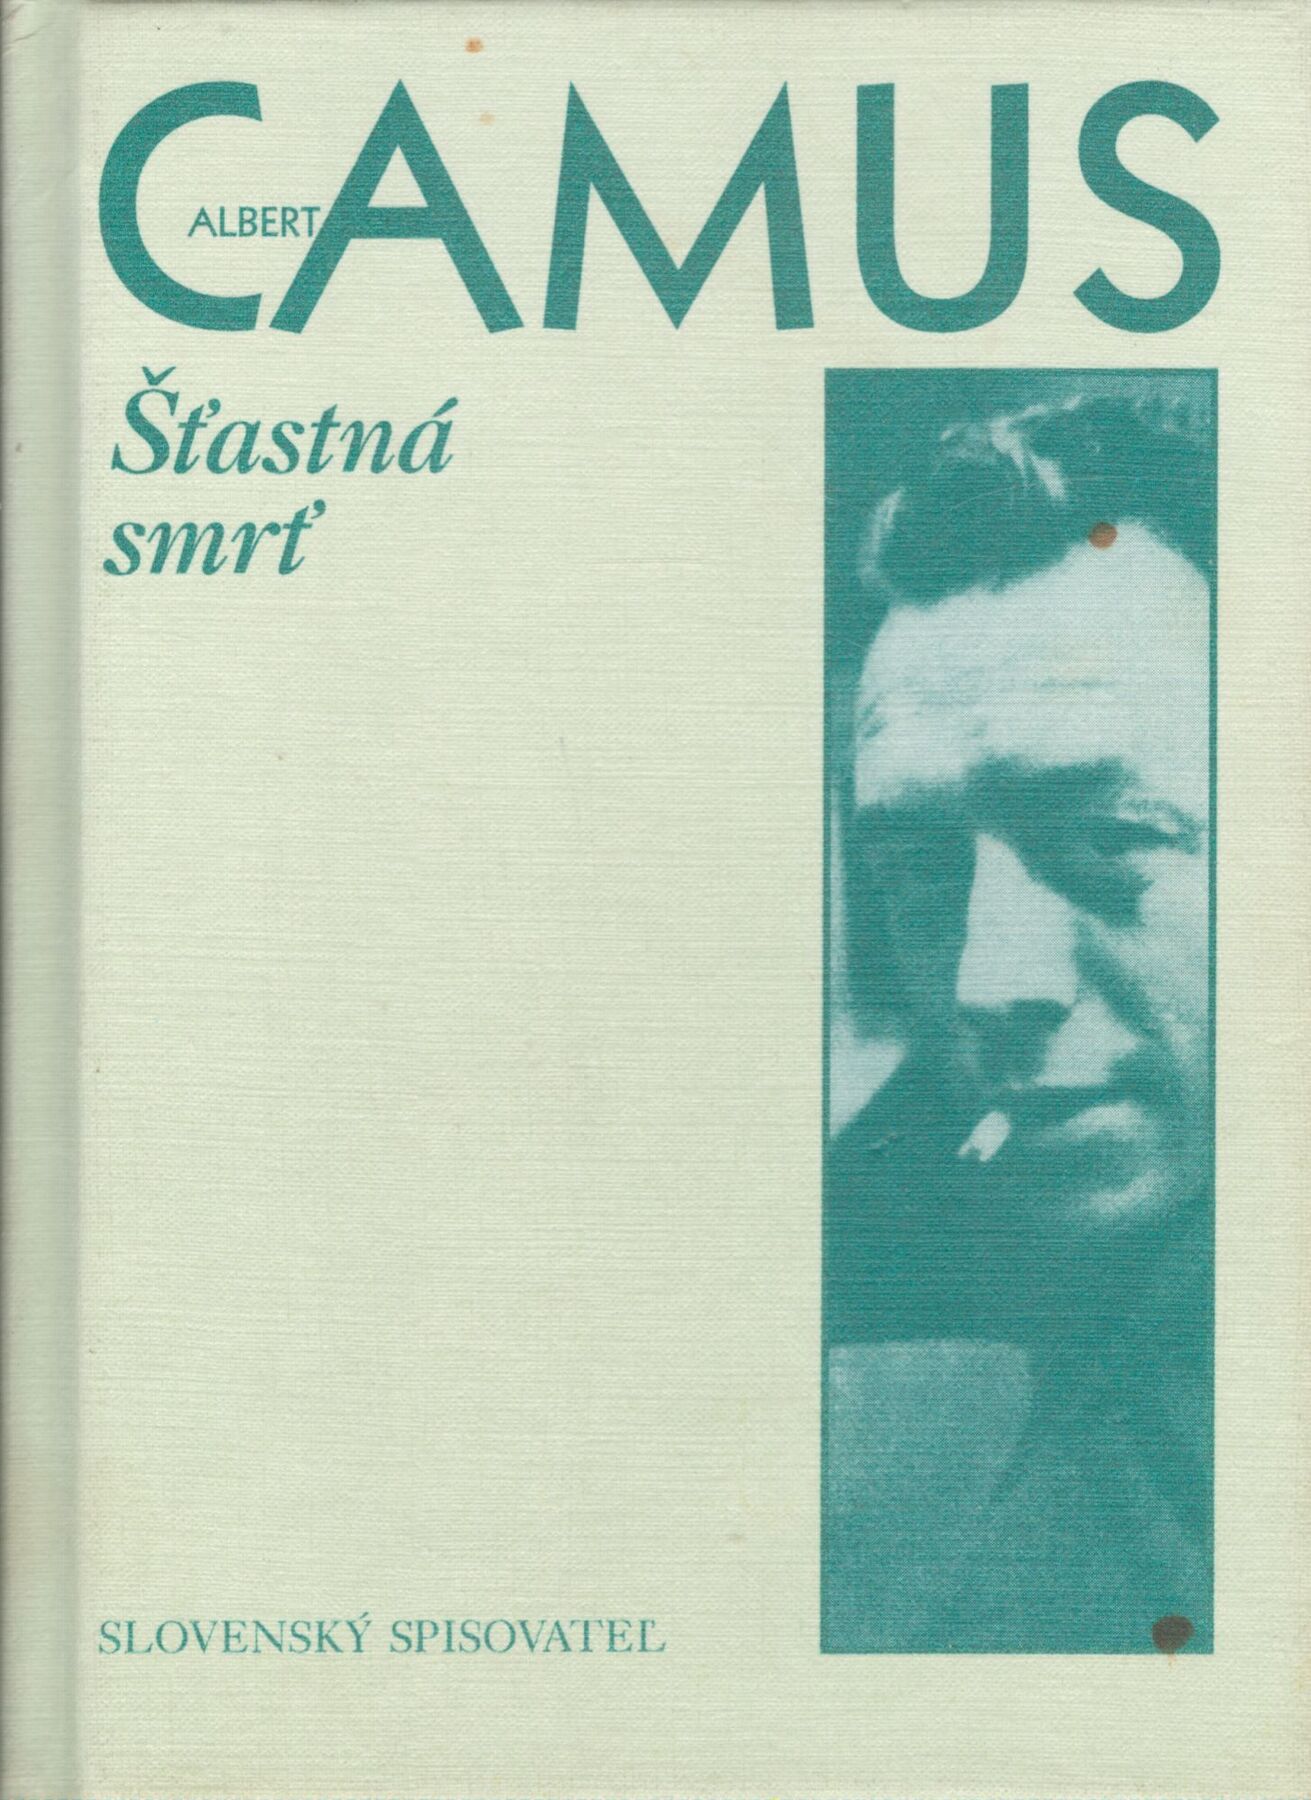 CAMUS
ALBERT
Šťastná
smrť
SLOVENSKÝ SPISOVATEĽ